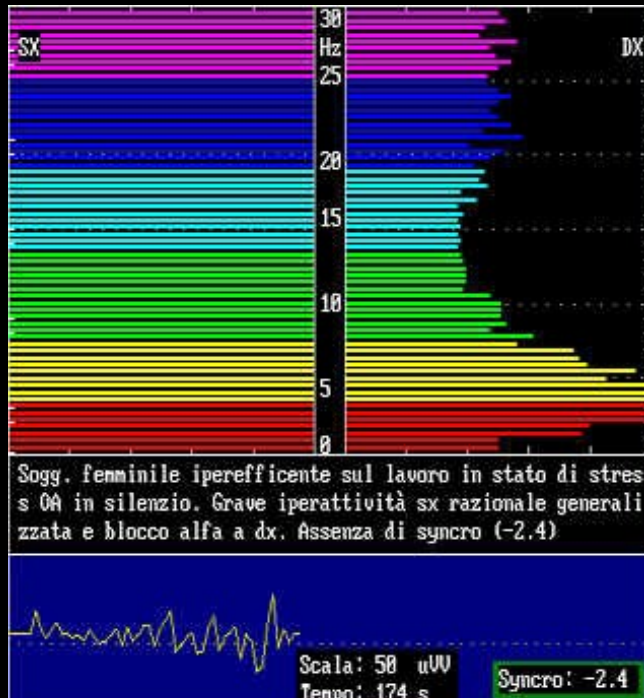 30
SX Hz DX
25
20
15
10
5
0
Sogg. femminile iperefficente sul lavoro in stato di stres
s OA in silenzio. Grave iperattività sx razionale generali
zzata e blocco alfa a dx. Assenza di syncro (-2.4)
Scala: 50 uVV
Tempo: 174 s
Syncro: -2.4